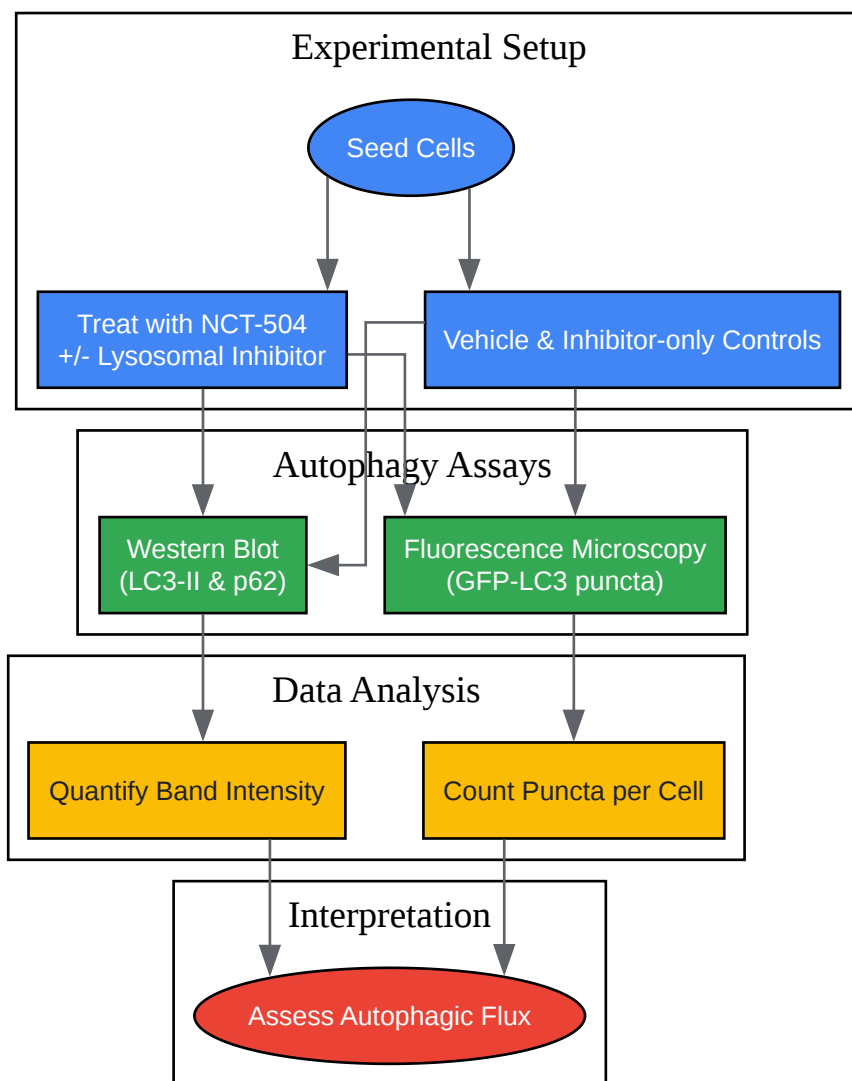 Experimental Setup
Seed Cells
Treat with NCT-504
+/- Lysosomal Inhibitor
Vehicle & Inhibitor-only Controls
Autophagy Assays
Western Blot
(LC3-II & p62)
Fluorescence Microscopy
(GFP-LC3 puncta)
Data Analysis
Quantify Band Intensity
Count Puncta per Cell
Interpretation
Assess Autophagic Flux